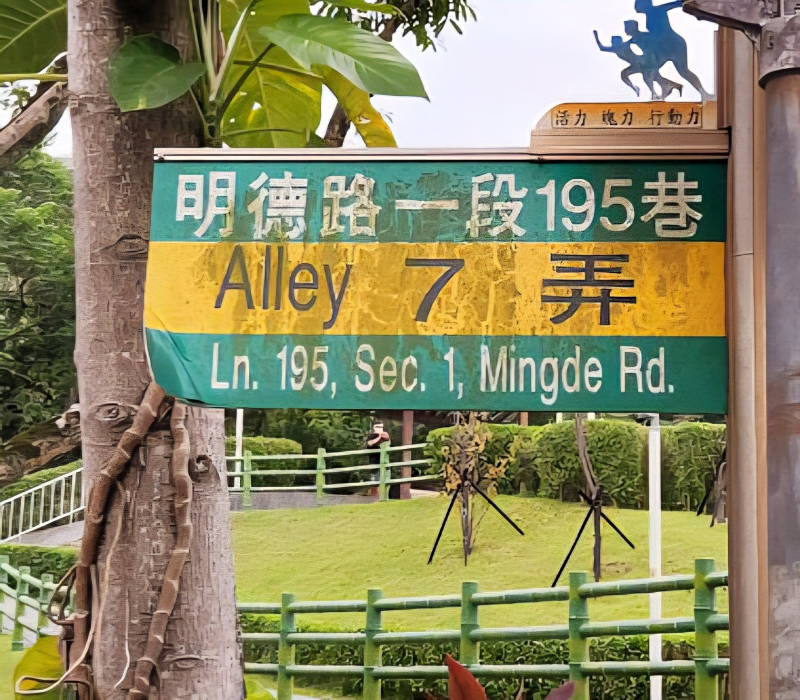 活力 魄力 行動力
明德路一段195巷
Alley 7 弄
Ln. 195, Sec. 1, Mingde Rd.